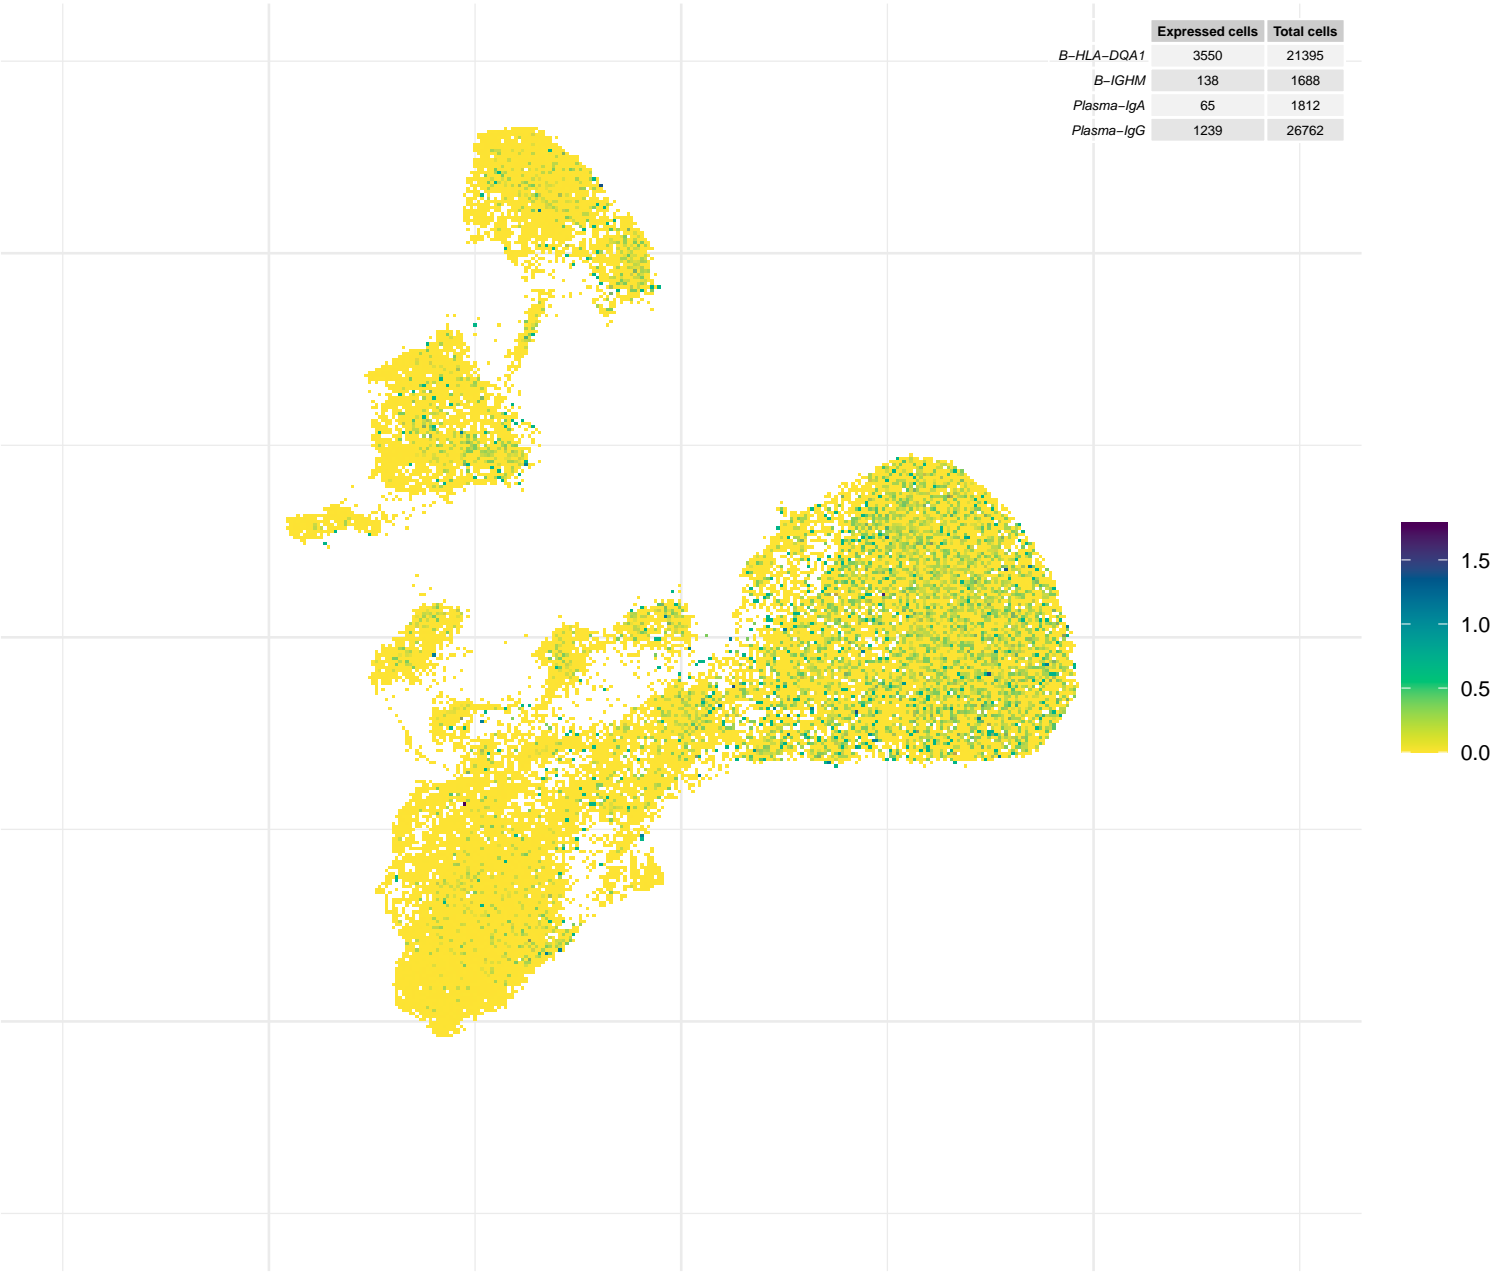 Expressed cells Total cells
B−HLA−DQA1 3550 21395
B−IGHM 138 1688
Plasma−IgA 65 1812
Plasma−IgG 1239 26762
1.5
1.0
0.5
0.0